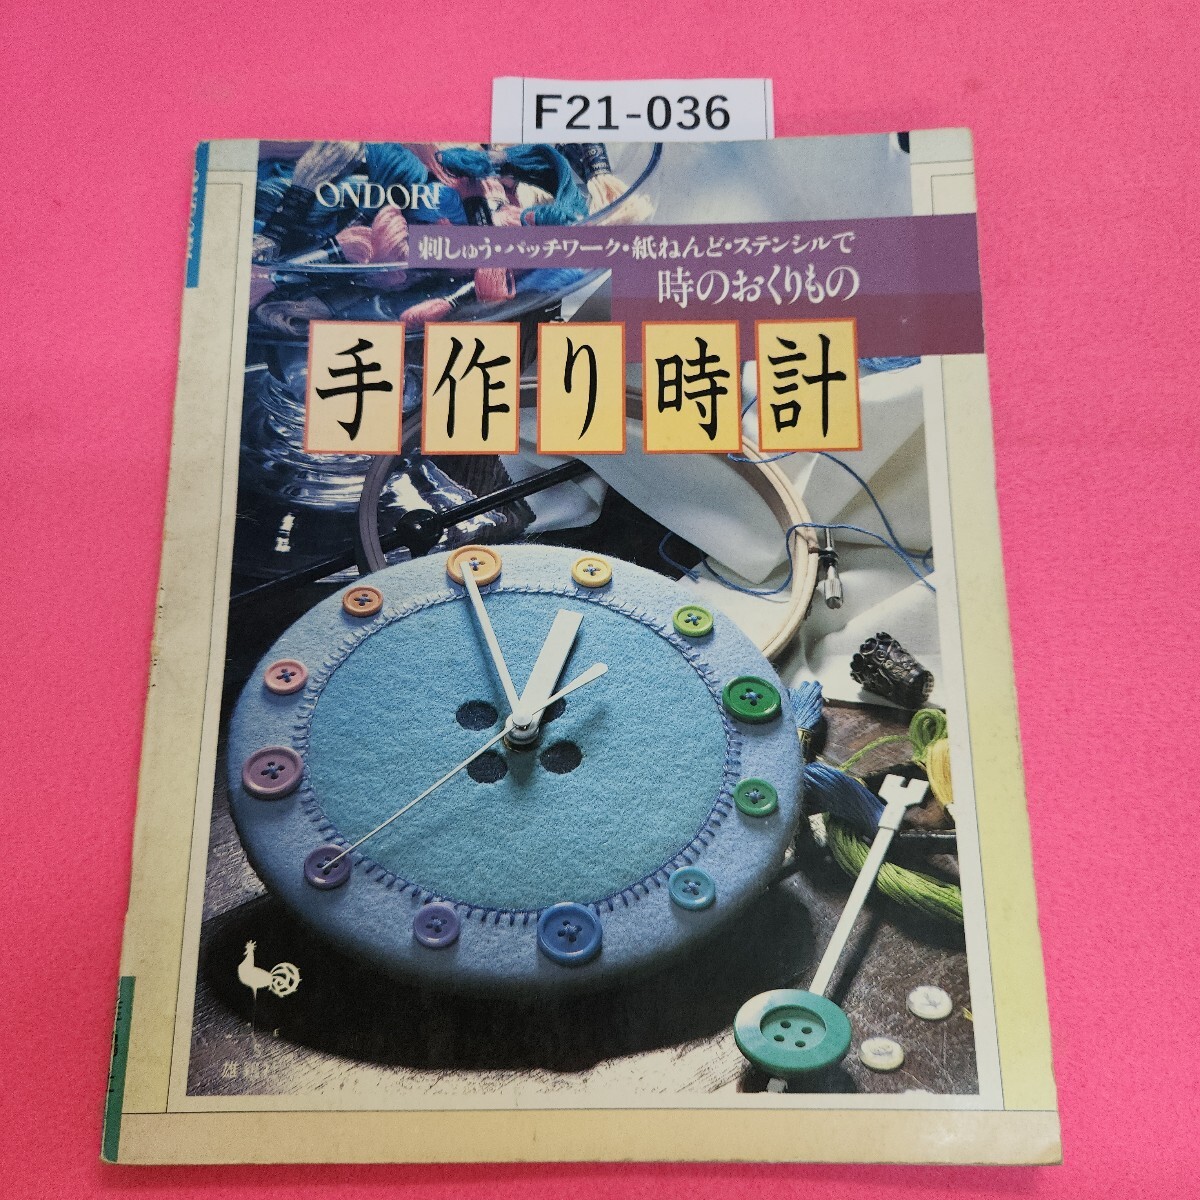 F21-036
ONDORI
刺しゅう・パッチワーク・紙ねんど・ステンシルで
時のおくりもの
手作り時計